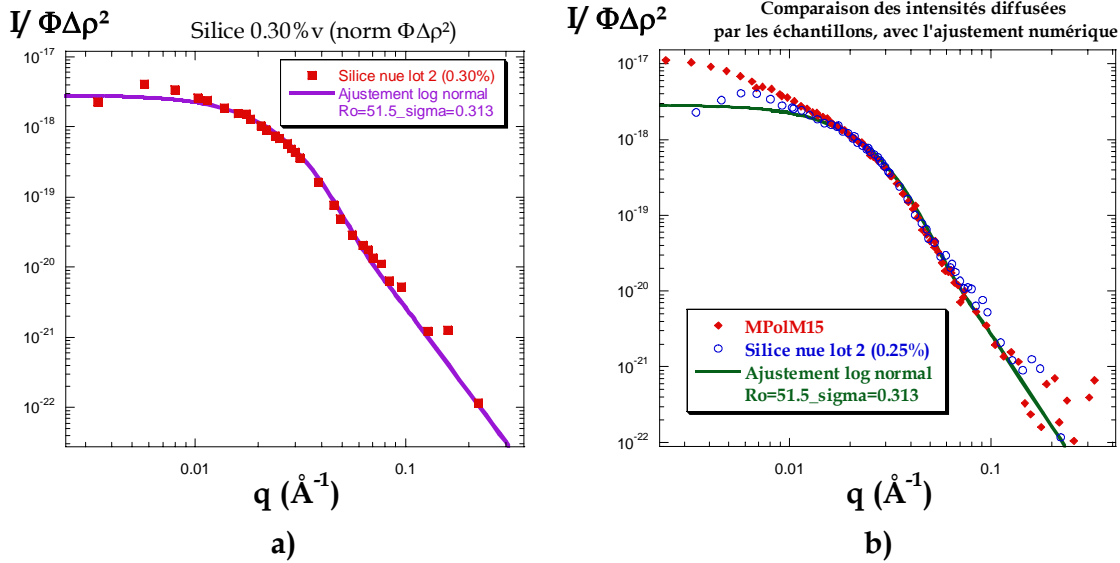 I/ ΦΔρ²
Silice 0.30%v (norm ΦΔρ²)
10⁻¹⁷
10⁻¹⁸
10⁻¹⁹
10⁻²⁰
10⁻²¹
10⁻²²
Silice nue lot 2 (0.30%)
Ajustement log normal
Ro=51.5_sigma=0.313
0.01
0.1
q (Å⁻¹)
a)
I/ ΦΔρ²
Comparaison des intensités diffusées
par les échantillons, avec l'ajustement numérique
10⁻¹⁷
10⁻¹⁸
10⁻¹⁹
10⁻²⁰
10⁻²¹
10⁻²²
MPolM15
Silice nue lot 2 (0.25%)
Ajustement log normal
Ro=51.5_sigma=0.313
0.01
0.1
q (Å⁻¹)
b)